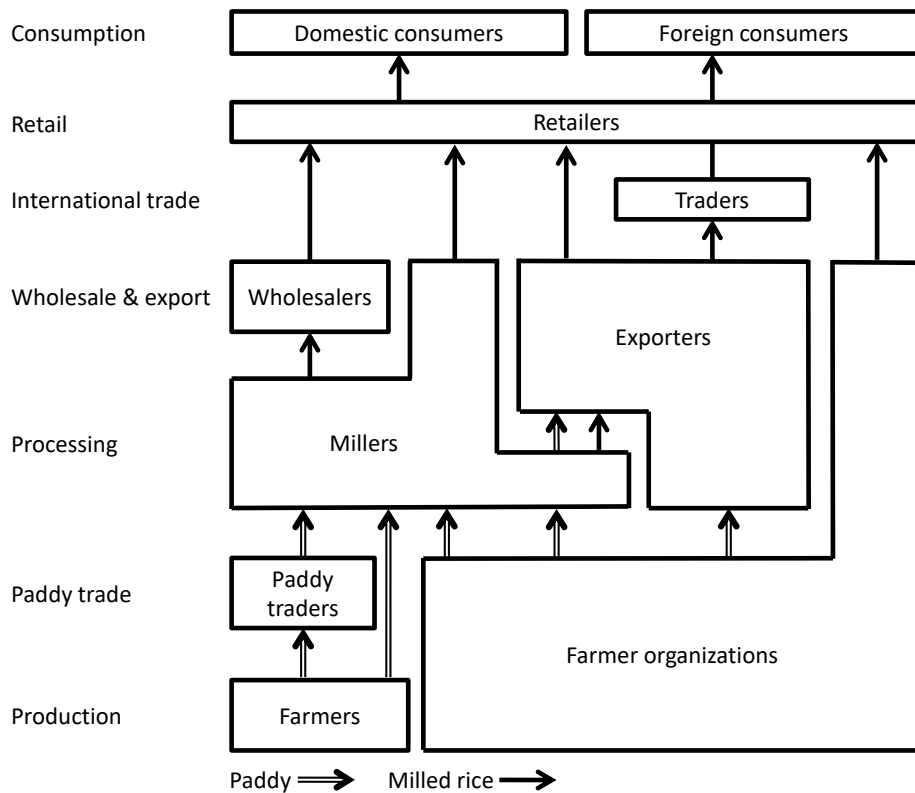 Consumption
Domestic consumers
Foreign consumers
Retail
Retailers
International trade
Traders
Wholesale & export
Wholesalers
Exporters
Processing
Millers
Paddy trade
Paddy
traders
Farmer organizations
Production
Farmers
Paddy
Milled rice